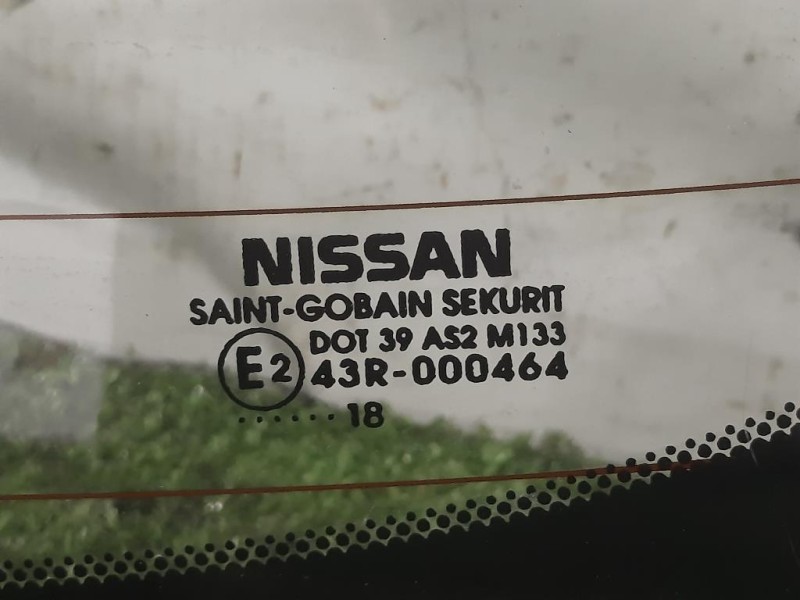 NISSAN
SAINT-GOBAIN SEKURIT
DOT 39 AS2 M133
E2 43R-000464
......18